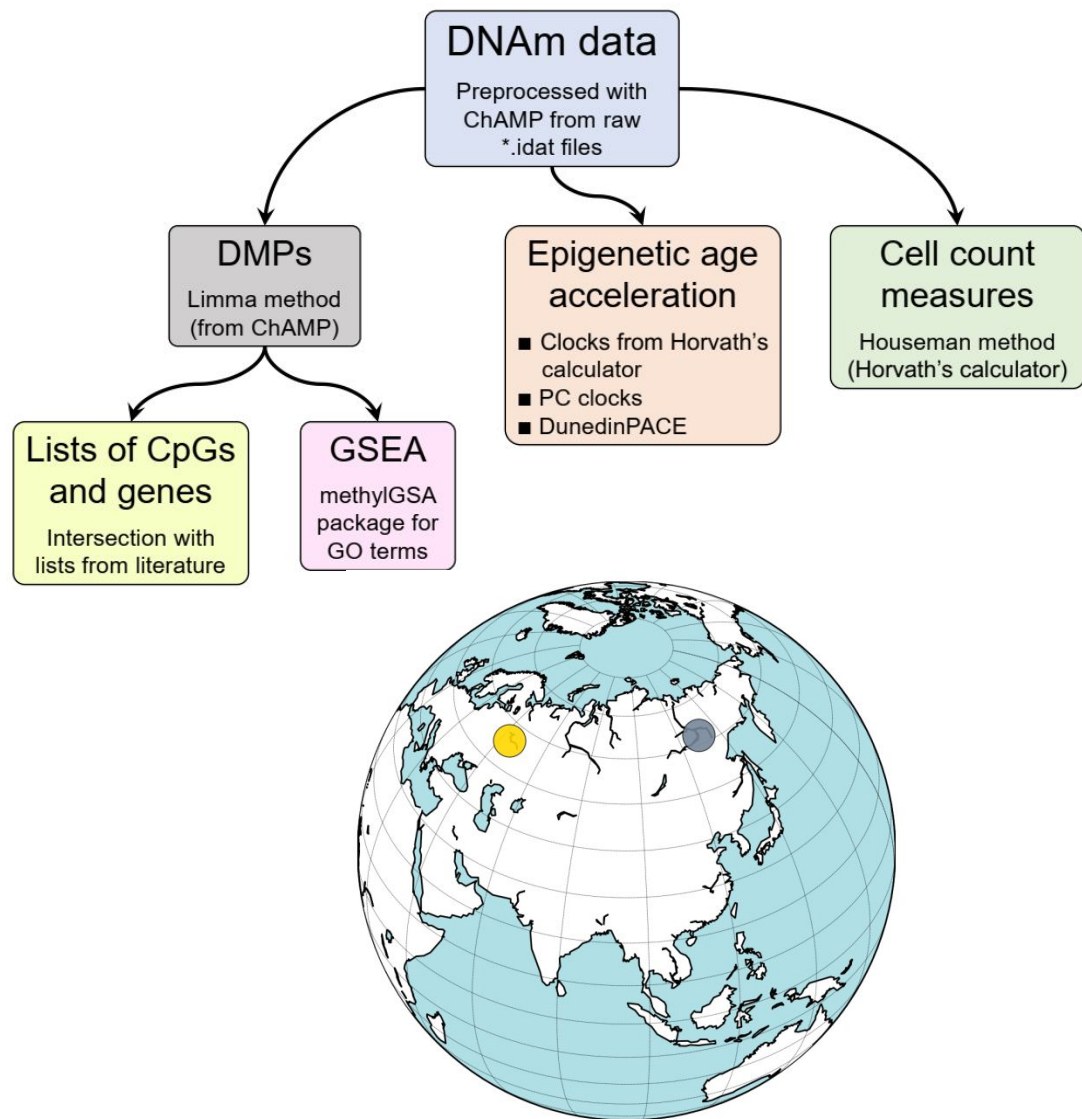 DNAm data
Preprocessed with
ChAMP from raw
*.idat files
DMPs
Limma method
(from ChAMP)
Epigenetic age
acceleration
■ Clocks from Horvath's
calculator
■ PC clocks
■ DunedinPACE
Cell count
measures
Houseman method
(Horvath's calculator)
Lists of CpGs
and genes
Intersection with
lists from literature
GSEA
methylGSA
package for
GO terms